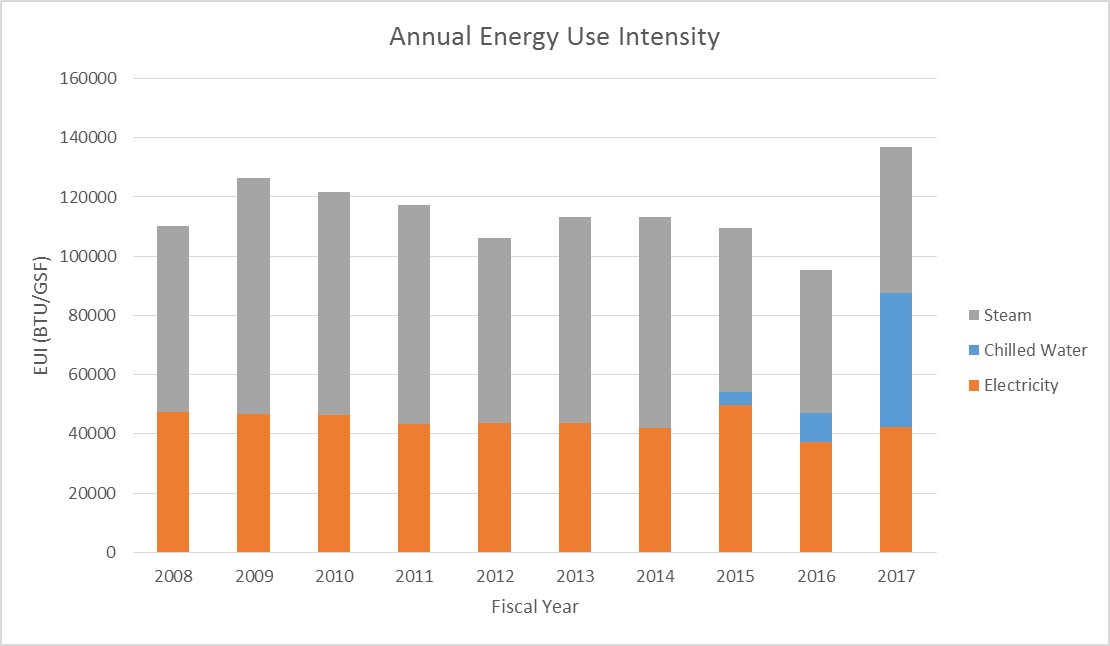 Annual Energy Use Intensity
160000
140000
120000
100000
80000
60000
40000
20000
0
EUI (BTU/GSF)
2008 2009 2010 2011 2012 2013 2014 2015 2016 2017
Fiscal Year
Steam
Chilled Water
Electricity